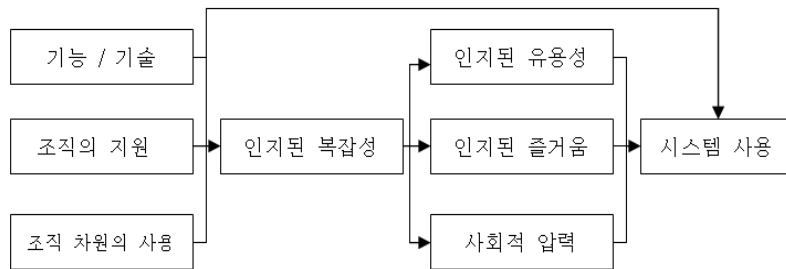 기능 / 기술
인지된 유용성
조직의 지원
인지된 복잡성
인지된 즐거움
시스템 사용
조직 차원의 사용
사회적 압력